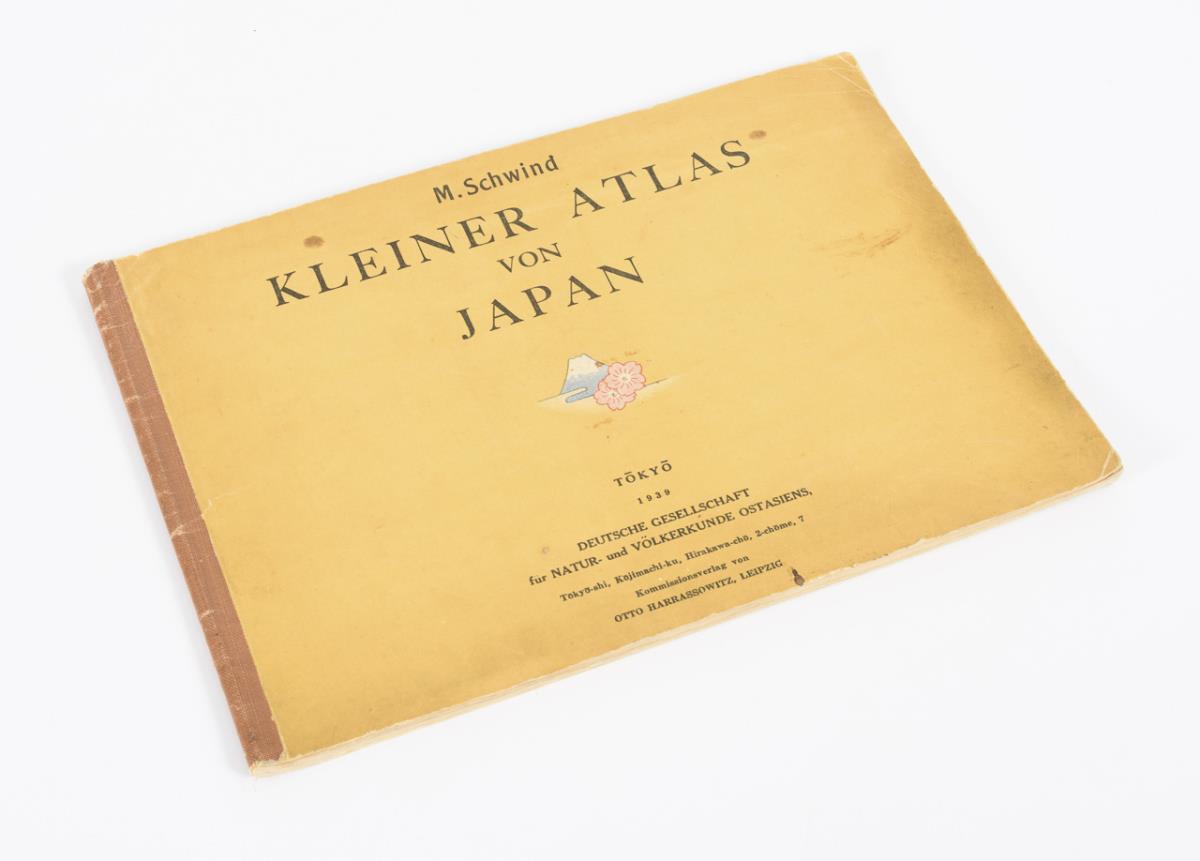 M. Schwind
KLEINER ATLAS
VON
JAPAN
TŌKYŌ
1939
DEUTSCHE GESELLSCHAFT
für NATUR- und VÖLKERKUNDE OSTASIENS,
Tōkyō-shi, Kōjimachi-ku, Hirakawa-chō, 2-chōme, 7
Kommissionsverlag von
OTTO HARRASSOWITZ, LEIPZIG